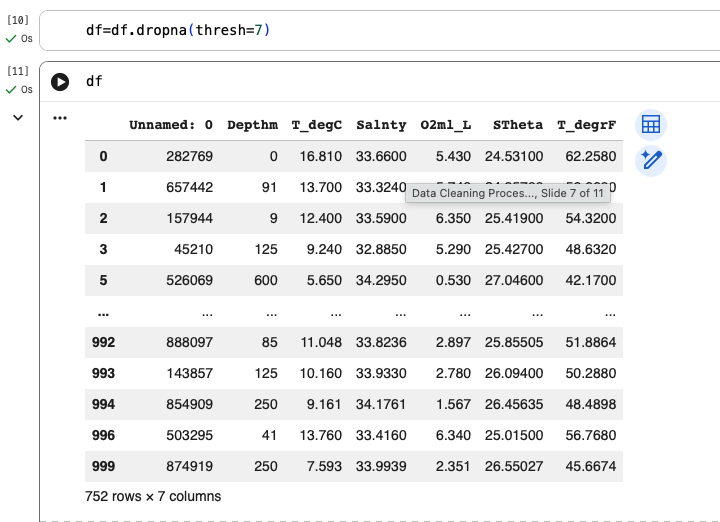 [10]
0s
df=df.dropna(thresh=7)
[11]
0s
df
Unnamed: 0 Depthm T_degC Salnty O2ml_L STheta T_degrF
0 282769 0 16.810 33.6600 5.430 24.53100 62.2580
1 657442 91 13.700 33.3240
Data Cleaning Proces..., Slide 7 of 11
2 157944 9 12.400 33.5900 6.350 25.41900 54.3200
3 45210 125 9.240 32.8850 5.290 25.42700 48.6320
5 526069 600 5.650 34.2950 0.530 27.04600 42.1700
... ... ... ... ... ... ... ...
992 888097 85 11.048 33.8236 2.897 25.85505 51.8864
993 143857 125 10.160 33.9330 2.780 26.09400 50.2880
994 854909 250 9.161 34.1761 1.567 26.45635 48.4898
996 503295 41 13.760 33.4160 6.340 25.01500 56.7680
999 874919 250 7.593 33.9939 2.351 26.55027 45.6674
752 rows × 7 columns